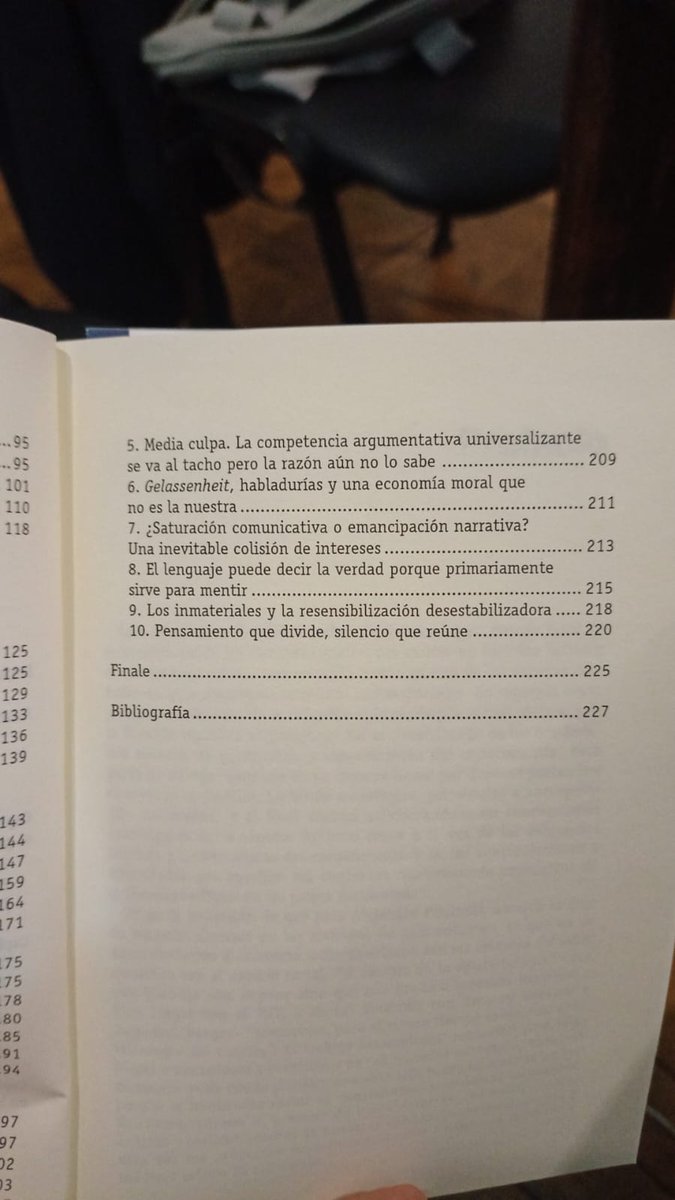 ...95
...95
101
110
118
125
125
129
133
136
139
143
144
147
159
164
171
175
175
178
80
85
91
94
97
97
02
03
5. Media culpa. La competencia argumentativa universalizante
se va al tacho pero la razón aún no lo sabe ............................ 209
6. Gelassenheit, habladurías y una economía moral que
no es la nuestra ................................................................. 211
7. ¿Saturación comunicativa o emancipación narrativa?
Una inevitable colisión de intereses ..................................... 213
8. El lenguaje puede decir la verdad porque primariamente
sirve para mentir ............................................................... 215
9. Los inmateriales y la resensibilización desestabilizadora ..... 218
10. Pensamiento que divide, silencio que reúne .................... 220
Finale ................................................................................ 225
Bibliografía ........................................................................ 227